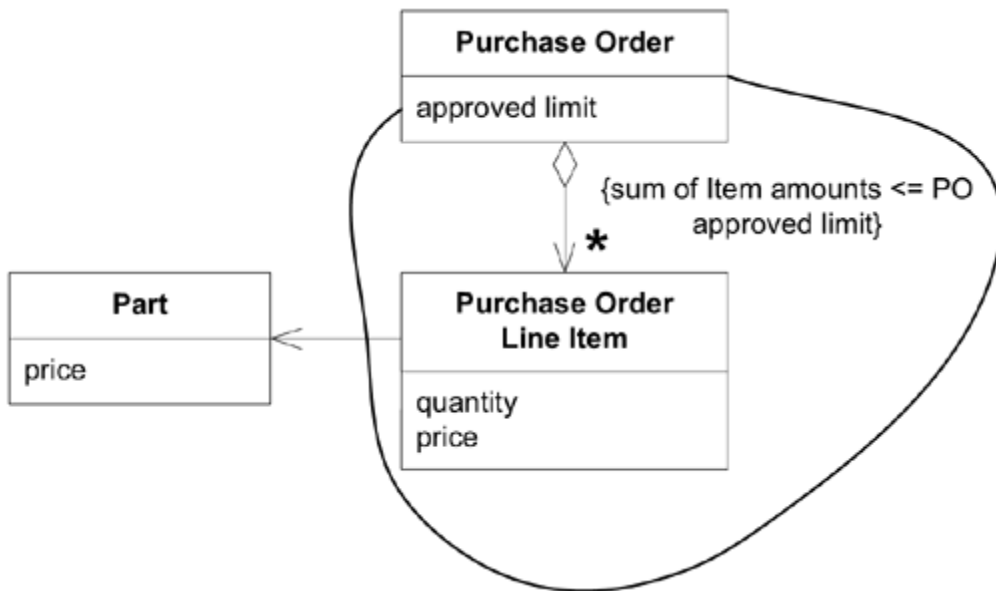 Purchase Order
approved limit
{sum of Item amounts <= PO
approved limit}
*
Part
price
Purchase Order
Line Item
quantity
price